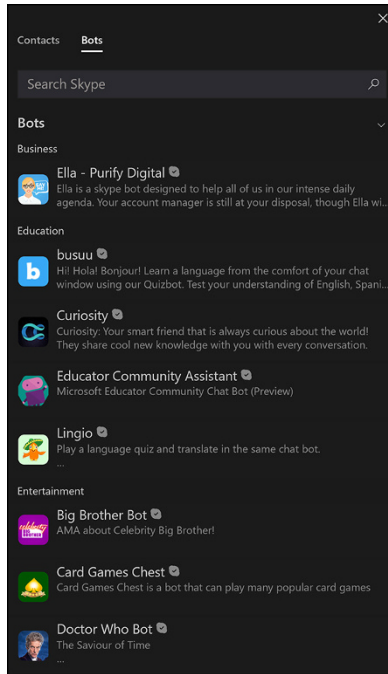 Contacts Bots
Search Skype
Bots
Business
Ella - Purify Digital
Ella is a skype bot designed to help all of us in our intense daily
agenda. Your account manager is still at your disposal, though Ella wi...
Education
busuu
b
Hi! Hola! Bonjour! Learn a language from the comfort of your chat
window using our Quizbot. Test your understanding of English, Spani...
Curiosity
Curiosity: Your smart friend that is always curious about the world!
They share cool new knowledge with you with every conversation.
Educator Community Assistant
Microsoft Educator Community Chat Bot (Preview)
Lingio
Play a language quiz and translate in the same chat bot.
...
Entertainment
Big Brother Bot
celebrity
BIG
BROTHER
AMA about Celebrity Big Brother!
Card Games Chest
Card Games Chest is a bot that can play many popular card games
Doctor Who Bot
The Saviour of Time
...